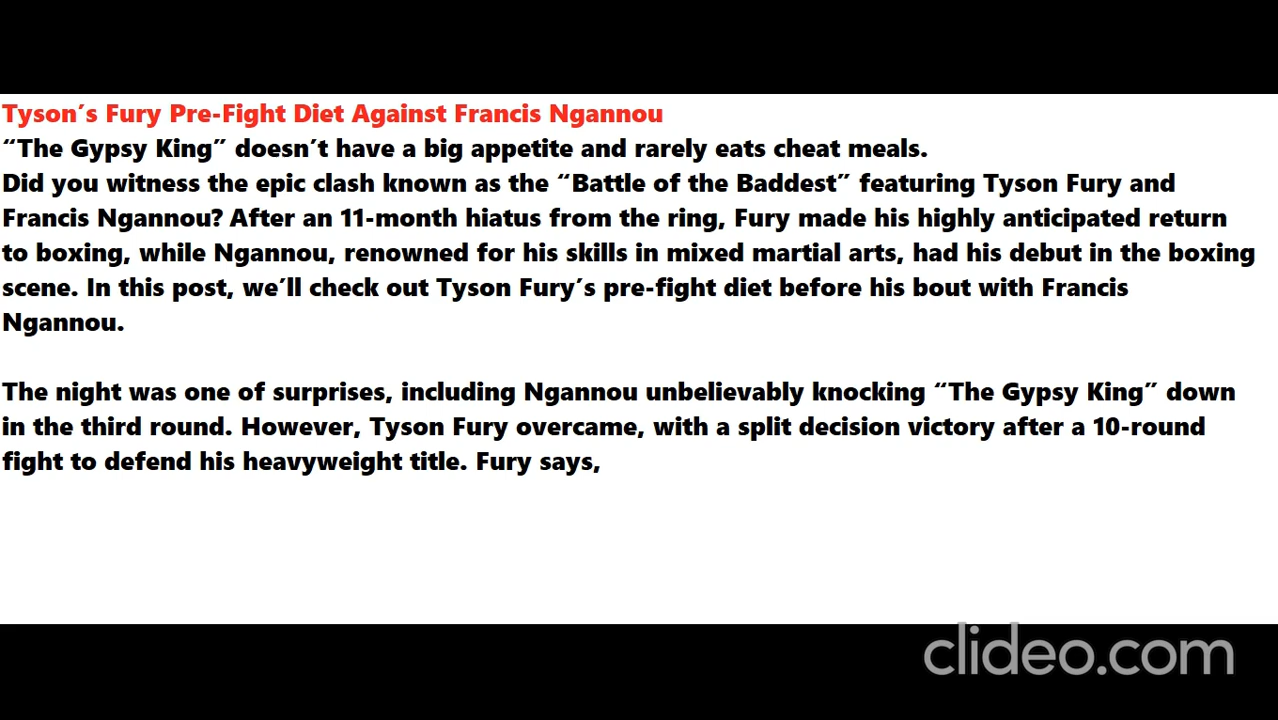 Tyson's Fury Pre-Fight Diet Against Francis Ngannou
“The Gypsy King” doesn't have a big appetite and rarely eats cheat meals.
Did you witness the epic clash known as the “Battle of the Baddest” featuring Tyson Fury and
Francis Ngannou? After an 11-month hiatus from the ring, Fury made his highly anticipated return
to boxing, while Ngannou, renowned for his skills in mixed martial arts, had his debut in the boxing
scene. In this post, we'll check out Tyson Fury's pre-fight diet before his bout with Francis
Ngannou.
The night was one of surprises, including Ngannou unbelievably knocking “The Gypsy King” down
in the third round. However, Tyson Fury overcame, with a split decision victory after a 10-round
fight to defend his heavyweight title. Fury says,
clideo.com